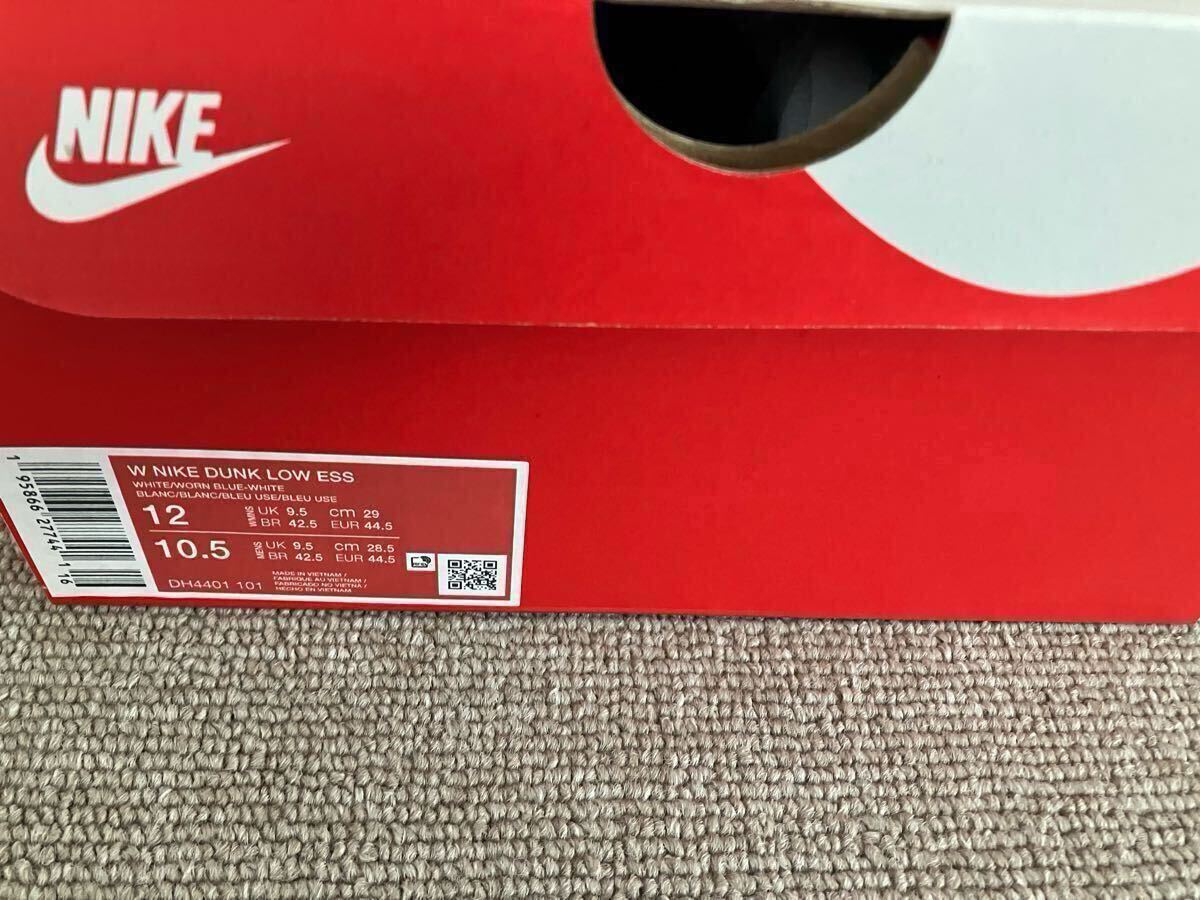 NIKE
W NIKE DUNK LOW ESS
WHITE/WORN BLUE-WHITE
BLANC/BLANC/BLEU USE/BLEU USE
12 WMNS UK 9.5 cm 29
BR 42.5 EUR 44.5
10.5 MENS UK 9.5 cm 28.5
BR 42.5 EUR 44.5
DH4401 101
MADE IN VIETNAM /
FABRIQUE AU VIETNAM /
FABRICADO NO VIETNA /
HECHO EN VIETNAM
1 95866 27744 116